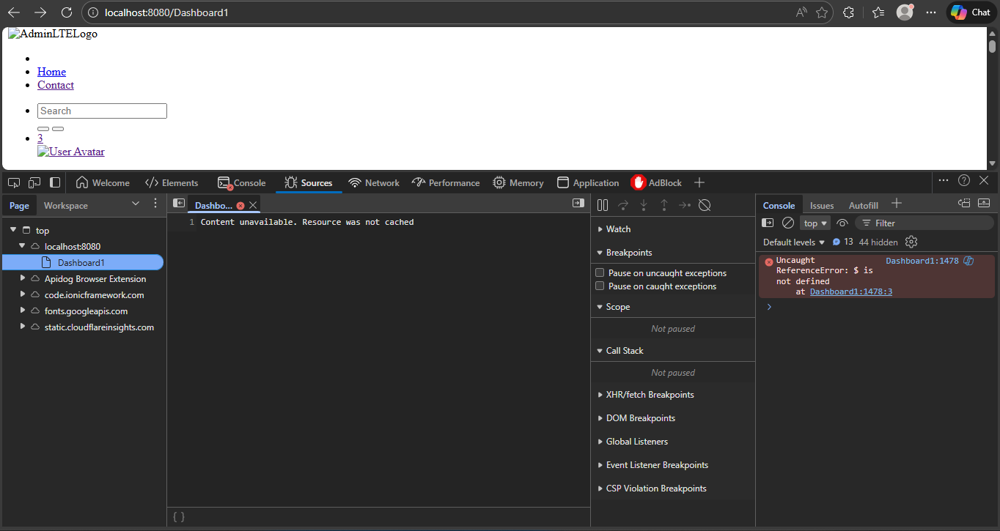 localhost:8080/Dashboard1
Chat
AdminLTELogo
Home
Contact
Search
3
User Avatar
Welcome
Elements
Console
Sources
Network
Performance
Memory
Application
AdBlock
Page
Workspace
Dashbo...
Console
Issues
Autofill
top
Filter
Default levels
13
44 hidden
top
localhost:8080
Dashboard1
Apidog Browser Extension
code.ionicframework.com
fonts.googleapis.com
static.cloudflareinsights.com
1 Content unavailable. Resource was not cached
{ }
Watch
Breakpoints
Pause on uncaught exceptions
Pause on caught exceptions
Scope
Not paused
Call Stack
Not paused
XHR/fetch Breakpoints
DOM Breakpoints
Global Listeners
Event Listener Breakpoints
CSP Violation Breakpoints
Uncaught Dashboard1:1478
ReferenceError: $ is
not defined
at Dashboard1:1478:3